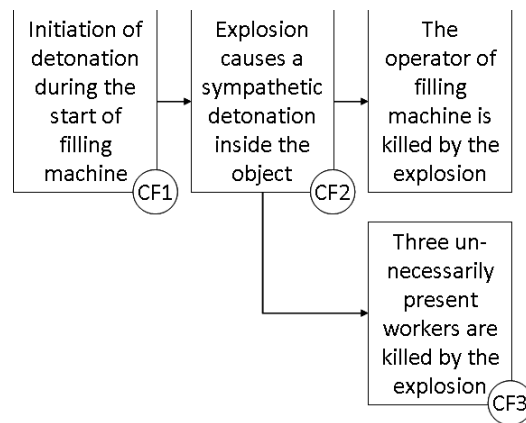 Initiation of
detonation
during the
start of
filling
machine
CF1
Explosion
causes a
sympathetic
detonation
inside the
object
CF2
The
operator of
filling
machine is
killed by the
explosion
Three un-
necessarily
present
workers are
killed by the
explosion
CF3